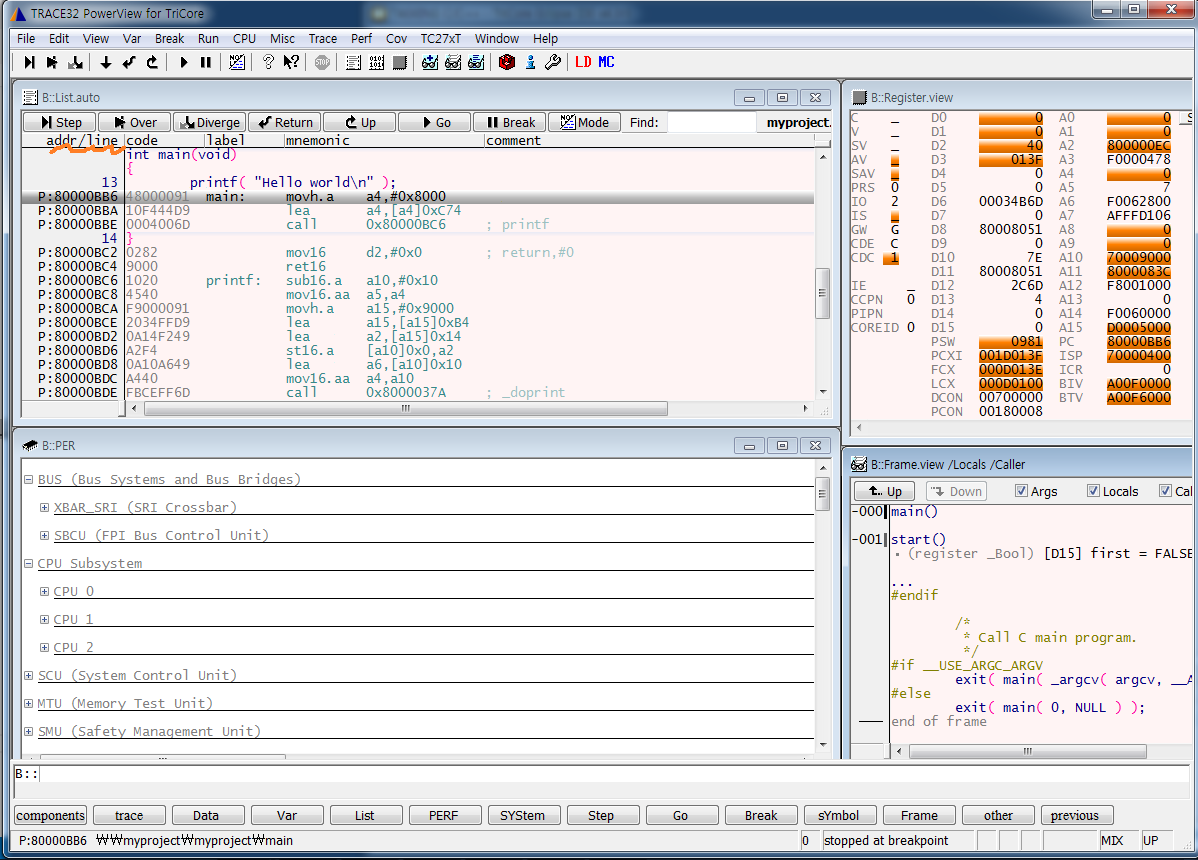 TRACE32 PowerView for TriCore
File Edit View Var Break Run CPU Misc Trace Perf Cov TC27xT Window Help
STOP LD MC
B::List.auto
Step Over Diverge Return Up Go Break Mode Find: myproject.
addr/line code label mnemonic comment
int main(void)
{
13 printf( "Hello world\n" );
P:80000BB6 48000091 main: movh.a a4,#0x8000
P:80000BBA 10F444D9 lea a4,[a4]0xC74
P:80000BBE 0004006D call 0x80000BC6 ; printf
14 }
P:80000BC2 0282 mov16 d2,#0x0 ; return,#0
P:80000BC4 9000 ret16
P:80000BC6 1020 printf: sub16.a a10,#0x10
P:80000BC8 4540 mov16.aa a5,a4
P:80000BCA F9000091 movh.a a15,#0x9000
P:80000BCE 2034FFD9 lea a15,[a15]0xB4
P:80000BD2 0A14F249 lea a2,[a15]0x14
P:80000BD6 A2F4 st16.a [a10]0x0,a2
P:80000BD8 0A10A649 lea a6,[a10]0x10
P:80000BDC A440 mov16.aa a4,a10
P:80000BDE FBCEFF6D call 0x8000037A ; _doprint
B::Register.view
C _ D0 0 A0 0 S
V _ D1 0 A1 0
SV _ D2 40 A2 800000EC
AV _ D3 013F A3 F0000478
SAV _ D4 0 A4 0
PRS 0 D5 0 A5 7
IO 2 D6 00034B6D A6 F0062800
IS _ D7 0 A7 AFFFD106
GW G D8 80008051 A8 0
CDE C D9 0 A9 0
CDC 1 D10 7E A10 70009000
D11 80008051 A11 8000083C
IE _ D12 2C6D A12 F8001000
CCPN 0 D13 4 A13 0
PIPN D14 0 A14 F0060000
COREID 0 D15 0 A15 D0005000
PSW 0981 PC 80000BB6
PCXI 001D013F ISP 70000400
FCX 000D013E ICR 0
LCX 000D0100 BIV A00F0000
DCON 00700000 BTV A00F6000
PCON 00180008
B::PER
BUS (Bus Systems and Bus Bridges)
XBAR_SRI (SRI Crossbar)
SBCU (FPI Bus Control Unit)
CPU Subsystem
CPU 0
CPU 1
CPU 2
SCU (System Control Unit)
MTU (Memory Test Unit)
SMU (Safety Management Unit)
B::Frame.view /Locals /Caller
Up Down Args Locals Cal
-000 main()
-001 start()
(register _Bool) [D15] first = FALSE
...
#endif
/*
* Call C main program.
*/
#if __USE_ARGC_ARGV
exit( main( _argcv( argcv, __A
#else
exit( main( 0, NULL ) );
end of frame
B::
components trace Data Var List PERF SYStem Step Go Break sYmbol Frame other previous
P:80000BB6 ₩₩myproject₩myproject₩main 0 stopped at breakpoint MIX UP